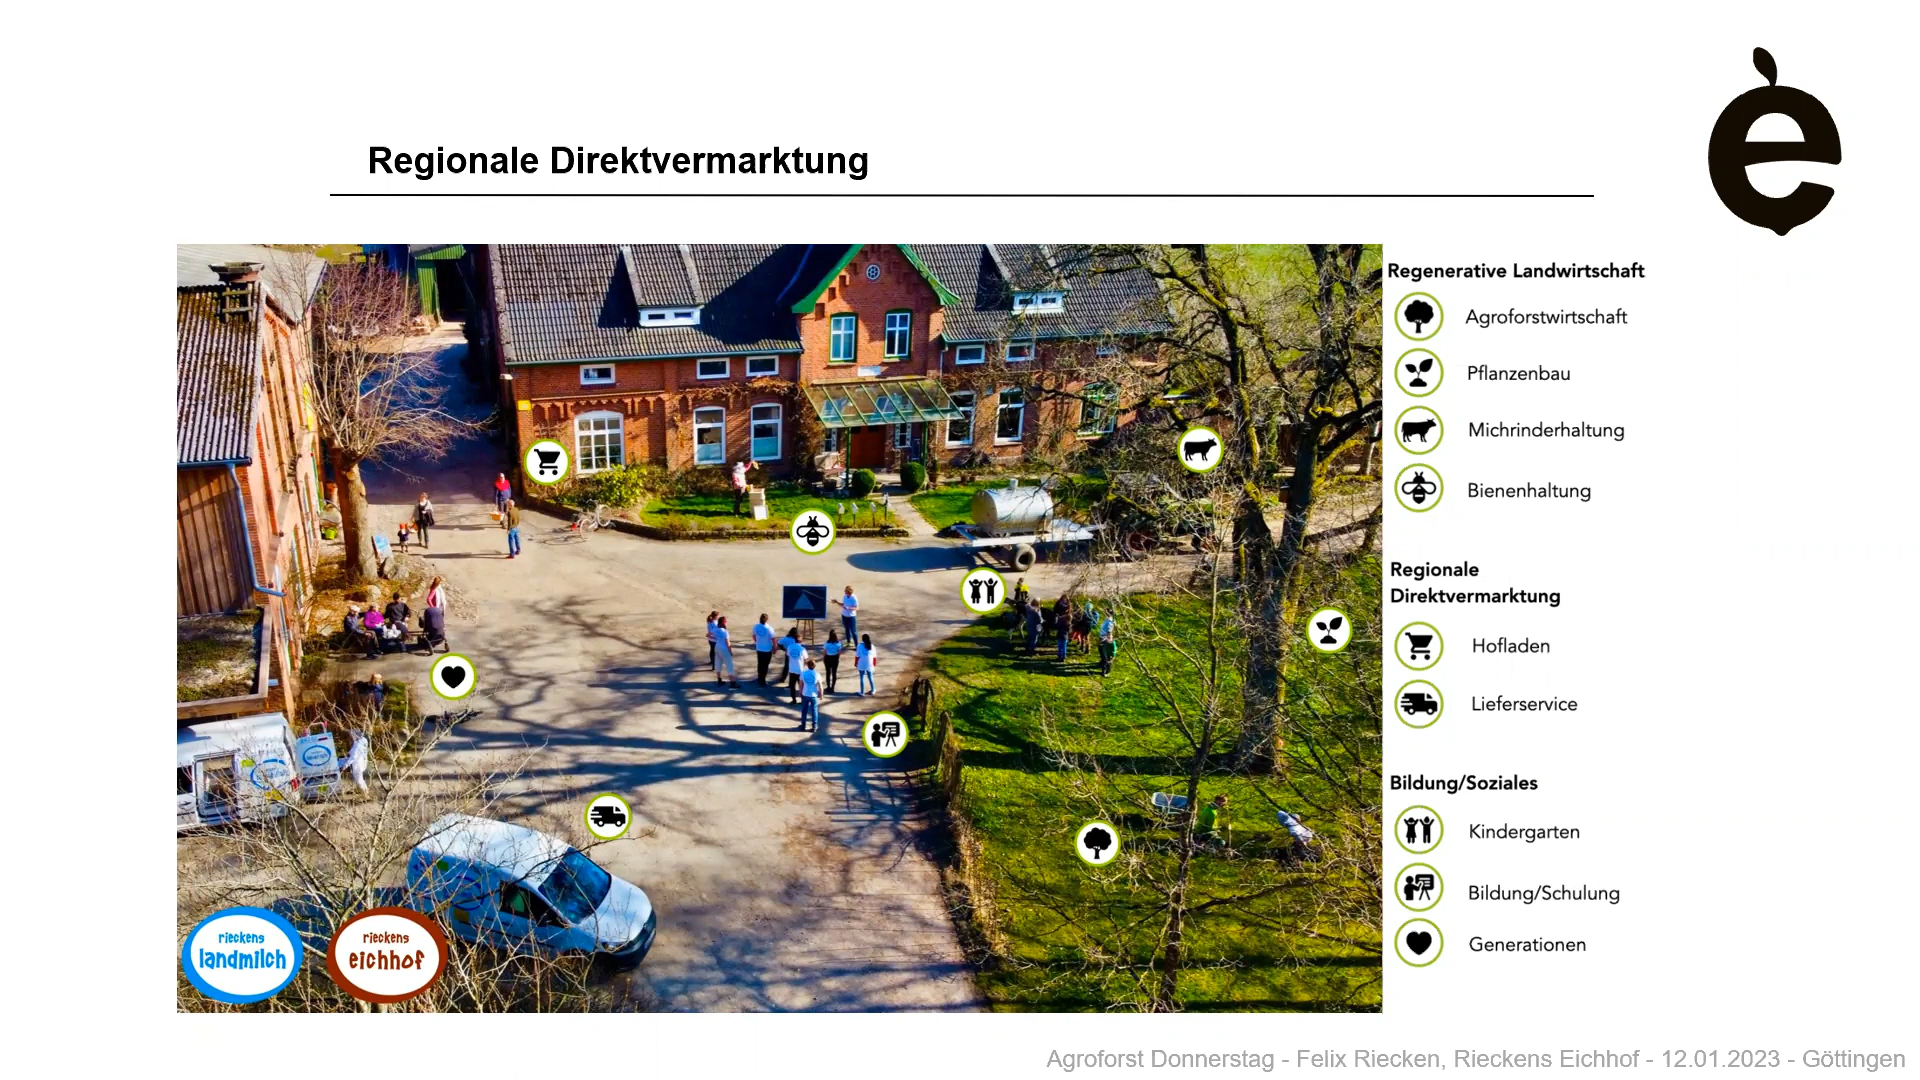 Regionale Direktvermarktung
Regenerative Landwirtschaft
Agroforstwirtschaft
Pflanzenbau
Michrinderhaltung
Bienenhaltung
Regionale
Direktvermarktung
Hofladen
Lieferservice
Bildung/Soziales
Kindergarten
Bildung/Schulung
Generationen
rieckens
landmilch
rieckens
eichhof
Agroforst Donnerstag - Felix Riecken, Rieckens Eichhof - 12.01.2023 - Göttingen